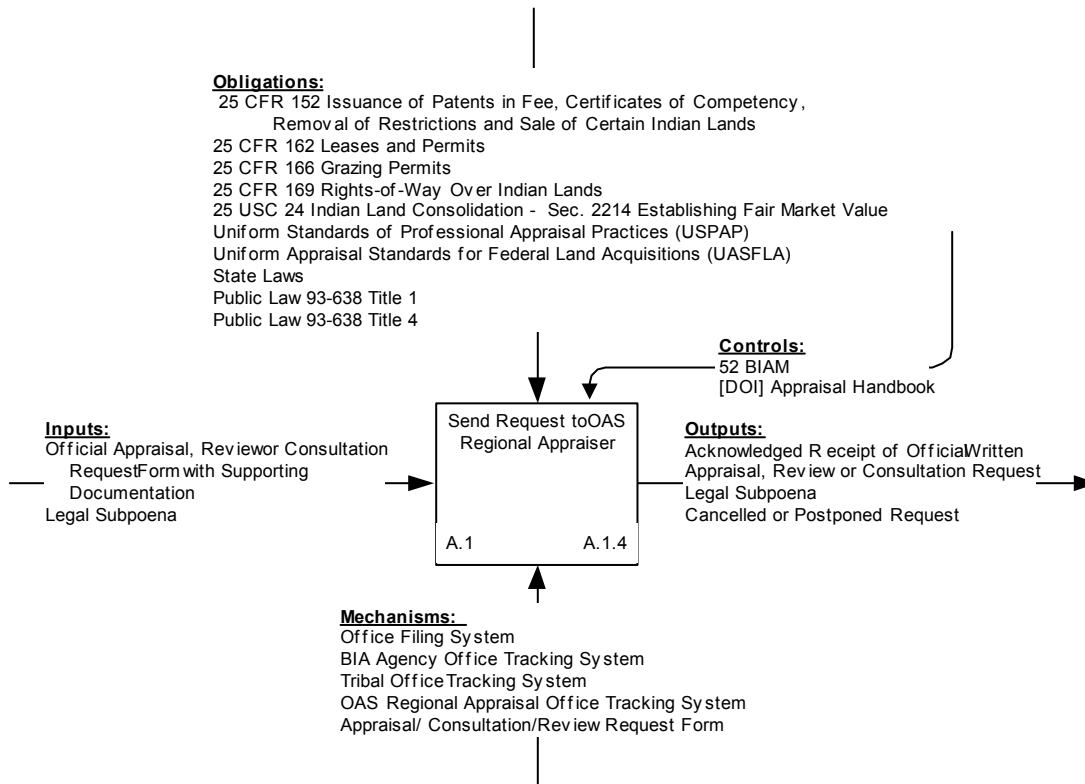 Obligations:
25 CFR 152 Issuance of Patents in Fee, Certificates of Competency,
Removal of Restrictions and Sale of Certain Indian Lands
25 CFR 162 Leases and Permits
25 CFR 166 Grazing Permits
25 CFR 169 Rights-of-Way Over Indian Lands
25 USC 24 Indian Land Consolidation - Sec. 2214 Establishing Fair Market Value
Uniform Standards of Professional Appraisal Practices (USPAP)
Uniform Appraisal Standards for Federal Land Acquisitions (UASFLA)
State Laws
Public Law 93-638 Title 1
Public Law 93-638 Title 4
Controls:
52 BIAM
[DOI] Appraisal Handbook
Inputs:
Official Appraisal, Reviewor Consultation
RequestFormwith Supporting
Documentation
Legal Subpoena
Send Request toOAS
Regional Appraiser
A.1 A.1.4
Outputs:
Acknowledged Receipt of OfficialWritten
Appraisal, Review or Consultation Request
Legal Subpoena
Cancelled or Postponed Request
Mechanisms:
Office Filing System
BIA Agency Office Tracking System
Tribal OfficeTracking System
OAS Regional Appraisal Office Tracking System
Appraisal/ Consultation/Review Request Form